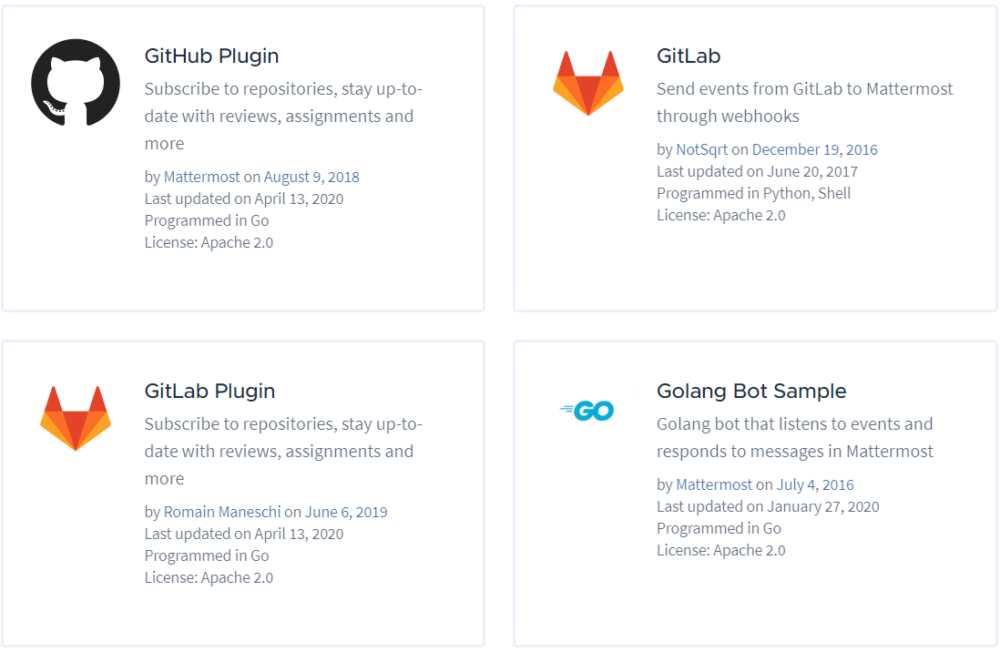 GitHub Plugin
Subscribe to repositories, stay up-to-
date with reviews, assignments and
more
by Mattermost on August 9, 2018
Last updated on April 13, 2020
Programmed in Go
License: Apache 2.0
GitLab
Send events from GitLab to Mattermost
through webhooks
by NotSqrt on December 19, 2016
Last updated on June 20, 2017
Programmed in Python, Shell
License: Apache 2.0
GitLab Plugin
Subscribe to repositories, stay up-to-
date with reviews, assignments and
more
by Romain Maneschi on June 6, 2019
Last updated on April 13, 2020
Programmed in Go
License: Apache 2.0
GO
Golang Bot Sample
Golang bot that listens to events and
responds to messages in Mattermost
by Mattermost on July 4, 2016
Last updated on January 27, 2020
Programmed in Go
License: Apache 2.0